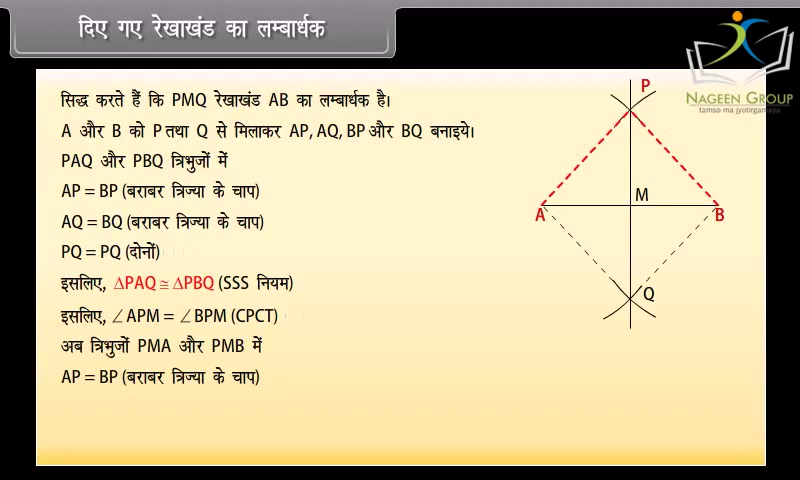 दिए गए रेखाखंड का लम्बार्धक
NAGEEN GROUP
tamso ma jyotirgamaya
सिद्ध करते हैं कि PMQ रेखाखंड AB का लम्बार्धक है।
A और B को P तथा Q से मिलाकर AP, AQ, BP और BQ बनाइये।
PAQ और PBQ त्रिभुजों में
AP = BP (बराबर त्रिज्या के चाप)
AQ = BQ (बराबर त्रिज्या के चाप)
PQ = PQ (दोनों)
इसलिए, ΔPAQ ≅ ΔPBQ (SSS नियम)
इसलिए, ∠APM = ∠BPM (CPCT)
अब त्रिभुजों PMA और PMB में
AP = BP (बराबर त्रिज्या के चाप)
P
M
A
B
Q